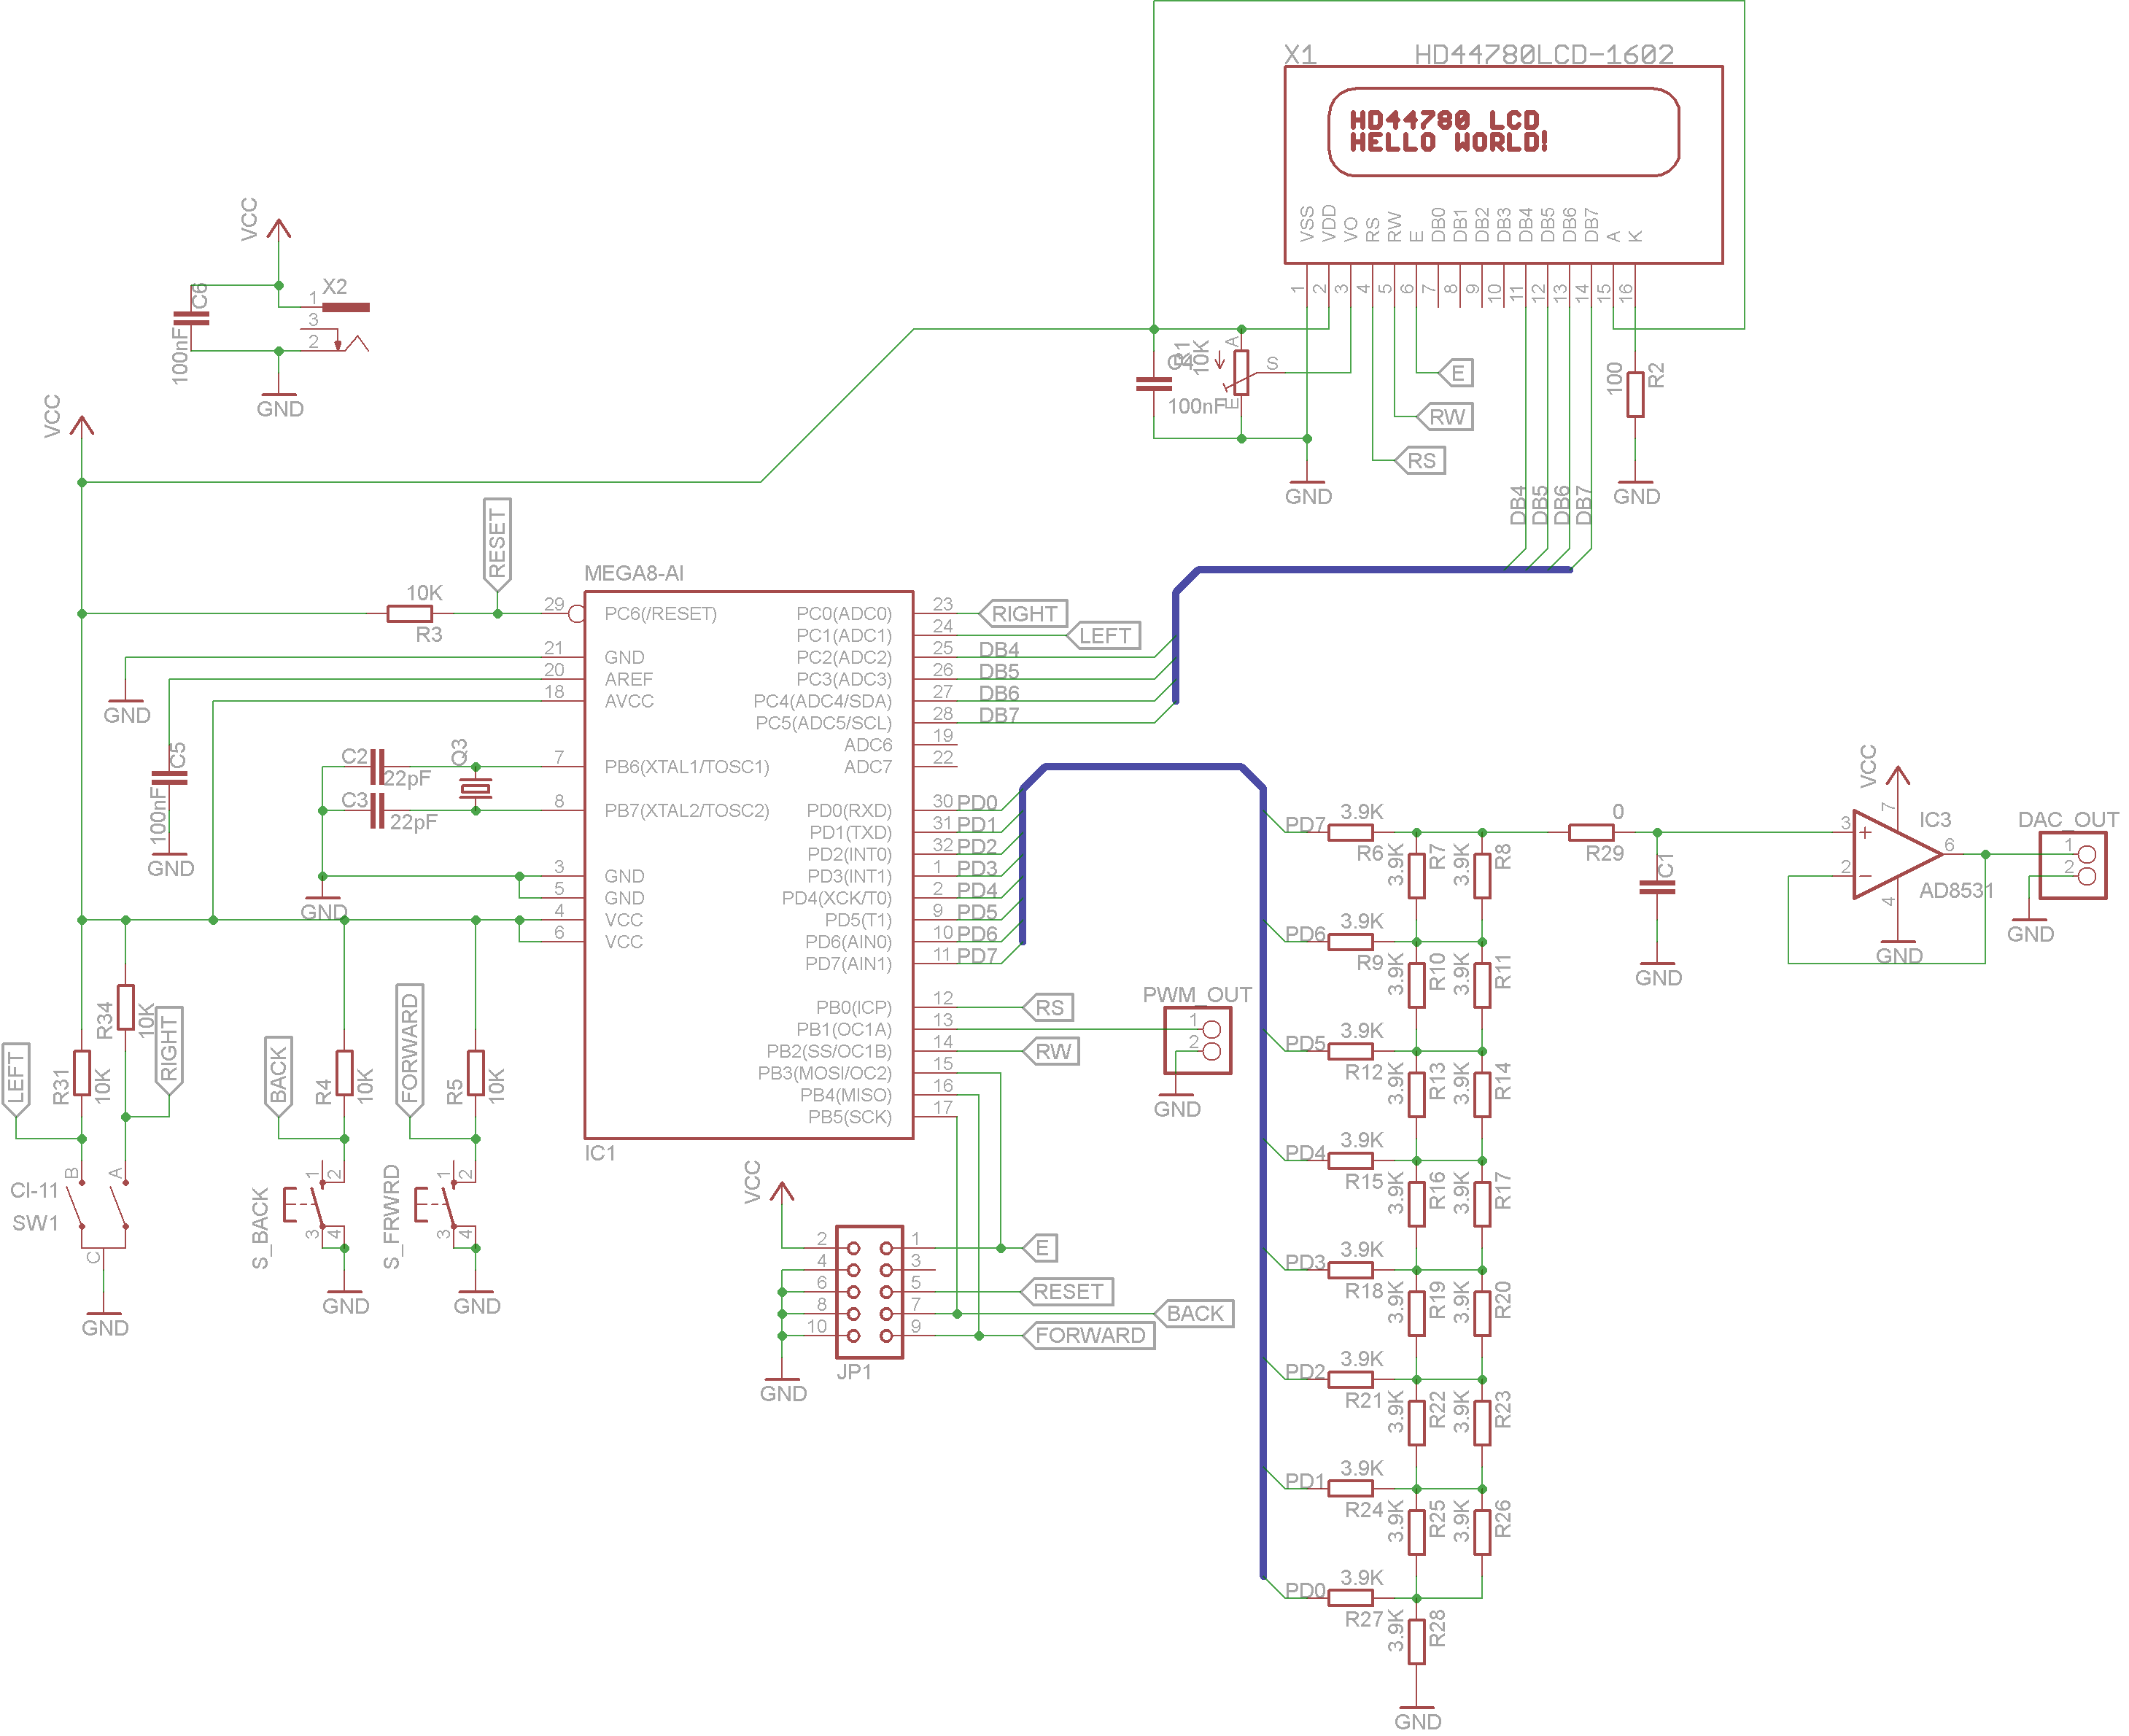 X1 HD44780LCD-1602
HD44780 LCD
HELLO WORLD!
VSS VDD VO RS RW E DB0 DB1 DB2 DB3 DB4 DB5 DB6 DB7 A K
1 2 3 4 5 6 7 8 9 10 11 12 13 14 15 16
VCC
C6
100nF
X2
1
3
2
GND
VCC
C4
100nF
R1
10K
A
S
E
E
RW
RS
GND
100
R2
GND
DB4 DB5 DB6 DB7
RESET
10K
R3
MEGA8-AI
29 PC6(/RESET)
21 GND
20 AREF
18 AVCC
7 PB6(XTAL1/TOSC1)
8 PB7(XTAL2/TOSC2)
3 GND
5 GND
4 VCC
6 VCC
IC1
PC0(ADC0) 23 RIGHT
PC1(ADC1) 24 LEFT
PC2(ADC2) 25 DB4
PC3(ADC3) 26 DB5
PC4(ADC4/SDA) 27 DB6
PC5(ADC5/SCL) 28 DB7
ADC6 19
ADC7 22
PD0(RXD) 30 PD0
PD1(TXD) 31 PD1
PD2(INT0) 32 PD2
PD3(INT1) 1 PD3
PD4(XCK/T0) 2 PD4
PD5(T1) 9 PD5
PD6(AIN0) 10 PD6
PD7(AIN1) 11 PD7
PB0(ICP) 12 RS
PB1(OC1A) 13
PB2(SS/OC1B) 14 RW
PB3(MOSI/OC2) 15
PB4(MISO) 16
PB5(SCK) 17
GND
C5
100nF
GND
C2
22pF
C3
22pF
Q3
GND
LEFT
R31
10K
R34
10K
RIGHT
B
A
CI-11
SW1
C
GND
BACK
R4
10K
S_BACK
1
2
3
4
GND
FORWARD
R5
10K
S_FRWRD
1
2
3
4
GND
PWM_OUT
1
2
GND
VCC
2 1 E
4 3
6 5 RESET
8 7 BACK
10 9 FORWARD
JP1
GND
PD7 3.9K R6
3.9K R7 3.9K R8
PD6 3.9K R9
3.9K R10 3.9K R11
PD5 3.9K R12
3.9K R13 3.9K R14
PD4 3.9K R15
3.9K R16 3.9K R17
PD3 3.9K R18
3.9K R19 3.9K R20
PD2 3.9K R21
3.9K R22 3.9K R23
PD1 3.9K R24
3.9K R25 3.9K R26
PD0 3.9K R27
3.9K R28
GND
0
R29
C1
GND
VCC
7
3
+
2
-
6
4
IC3
AD8531
GND
DAC_OUT
1
2
GND